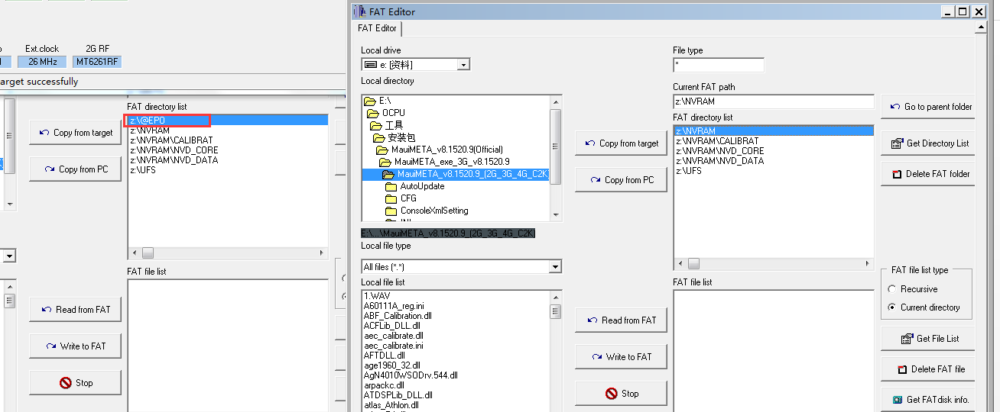 Ext.clock
2G RF
26 MHz
MT6261RF
arget successfully
FAT directory list
z:\@EPO
z:\NVRAM
z:\NVRAM\CALIBRAT
z:\NVRAM\NVD_CORE
z:\NVRAM\NVD_DATA
z:\UFS
Copy from target
Copy from PC
FAT file list
Read from FAT
Write to FAT
Stop
FAT Editor
FAT Editor
Local drive
e: [资料]
Local directory
E:\
OCPU
工具
安装包
MauiMETA_v8.1520.9(Official)
MauiMETA_exe_3G_v8.1520.9
MauiMETA_v8.1520.9_(2G_3G_4G_C2K)
AutoUpdate
CFG
ConsoleXmlSetting
E:\...\MauiMETA_v8.1520.9_(2G_3G_4G_C2K)
Local file type
All files (*.*)
Local file list
1.WAV
A60111A_reg.ini
ABF_Calibration.dll
ACFLib_DLL.dll
aec_calibrate.dll
aec_calibrate.ini
AFTDLL.dll
age1960_32.dll
AgN4010WSODrv.544.dll
arpackc.dll
ATDSPLib_DLL.dll
atlas_Athlon.dll
Copy from target
Copy from PC
Read from FAT
Write to FAT
Stop
File type
*
Current FAT path
z:\NVRAM
FAT directory list
z:\NVRAM
z:\NVRAM\CALIBRAT
z:\NVRAM\NVD_CORE
z:\NVRAM\NVD_DATA
z:\UFS
FAT file list
Go to parent folder
Get Directory List
Delete FAT folder
FAT file list type
Recursive
Current directory
Get File List
Delete FAT file
Get FATdisk info.